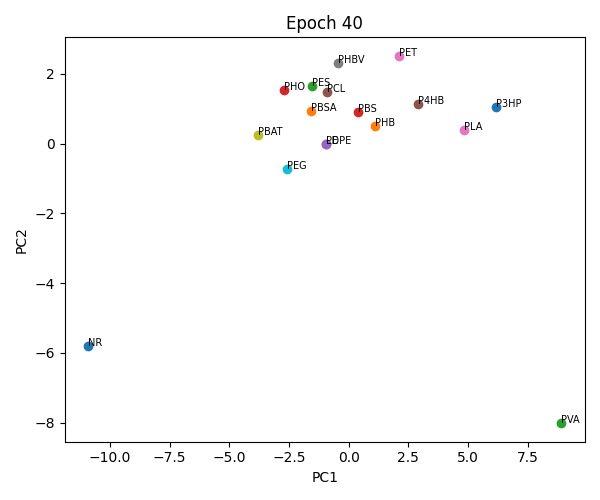 Epoch 40
PET
PHBV
PES
PHO
PCL
P4HB
P3HP
PBSA
PBS
PHB
PLA
PBAT
PEG
NR
PVA
2
0
−2
−4
−6
−8
PC2
−10.0
−7.5
−5.0
−2.5
0.0
2.5
5.0
7.5
PC1